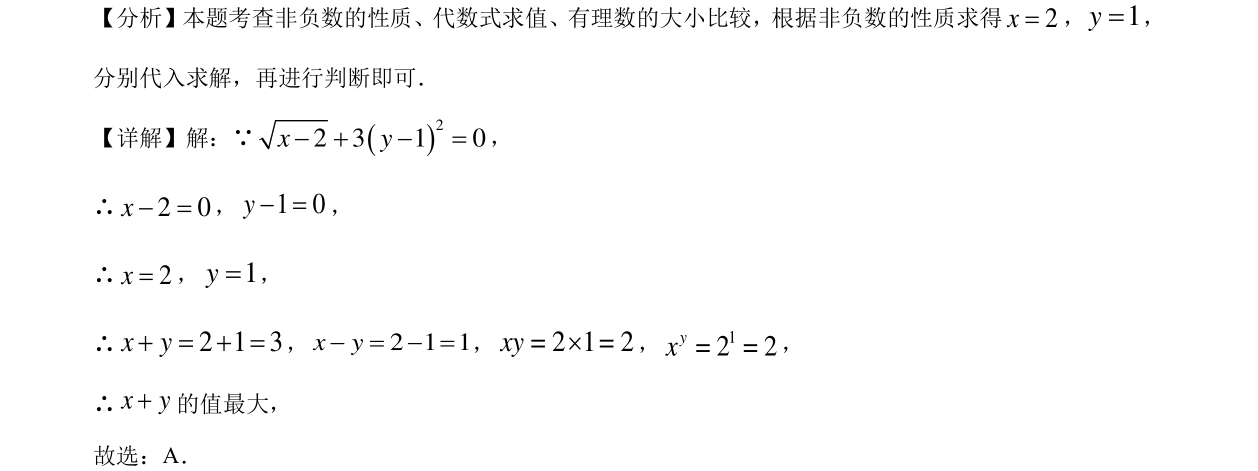 【分析】本题考查非负数的性质、代数式求值、有理数的大小比较，根据非负数的性质求得 x = 2 ， y = 1，
分别代入求解，再进行判断即可．
【详解】解：∵ √(x−2) + 3(y−1)² = 0，
∴ x − 2 = 0， y − 1 = 0，
∴ x = 2， y = 1，
∴ x + y = 2 + 1 = 3， x − y = 2 − 1 = 1， xy = 2×1 = 2， xʸ = 2¹ = 2，
∴ x + y 的值最大，
故选：A．